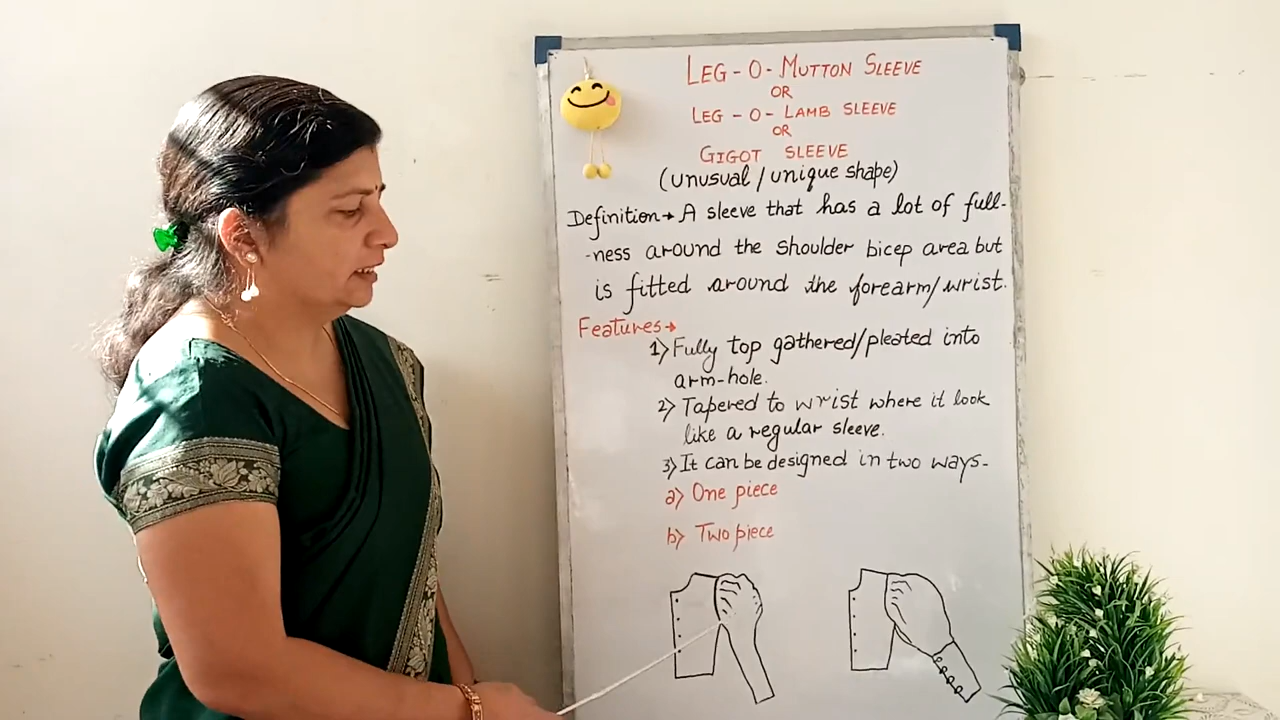 LEG-O-MUTTON SLEEVE
OR
LEG-O-LAMB SLEEVE
OR
GIGOT SLEEVE
(unusual/unique shape)
Definition→ A sleeve that has a lot of full-
-ness around the shoulder bicep area but
is fitted around the forearm/wrist.
Features→
1) Fully top gathered/pleated into
arm-hole.
2) Tapered to wrist where it look
like a regular sleeve.
3) It can be designed in two ways-
a) One piece
b) Two piece